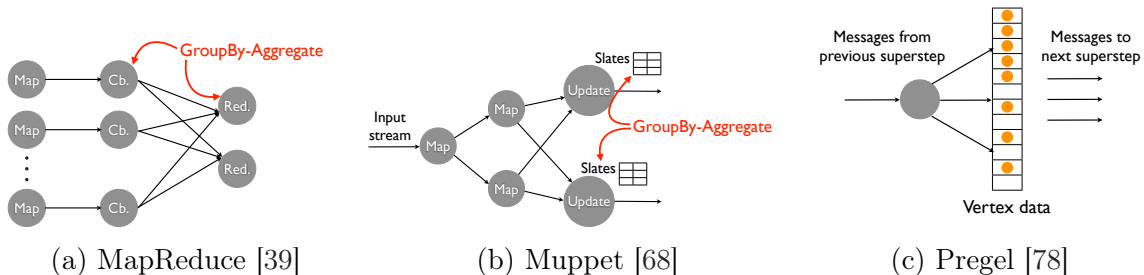 GroupBy-Aggregate
Map
Cb.
Red.
Map
Cb.
Red.
Map
Cb.
(a) MapReduce [39]
Slates
Update
Map
Input
stream
Map
GroupBy-Aggregate
Slates
Map
Update
(b) Muppet [68]
Messages from
previous superstep
Messages to
next superstep
Vertex data
(c) Pregel [78]